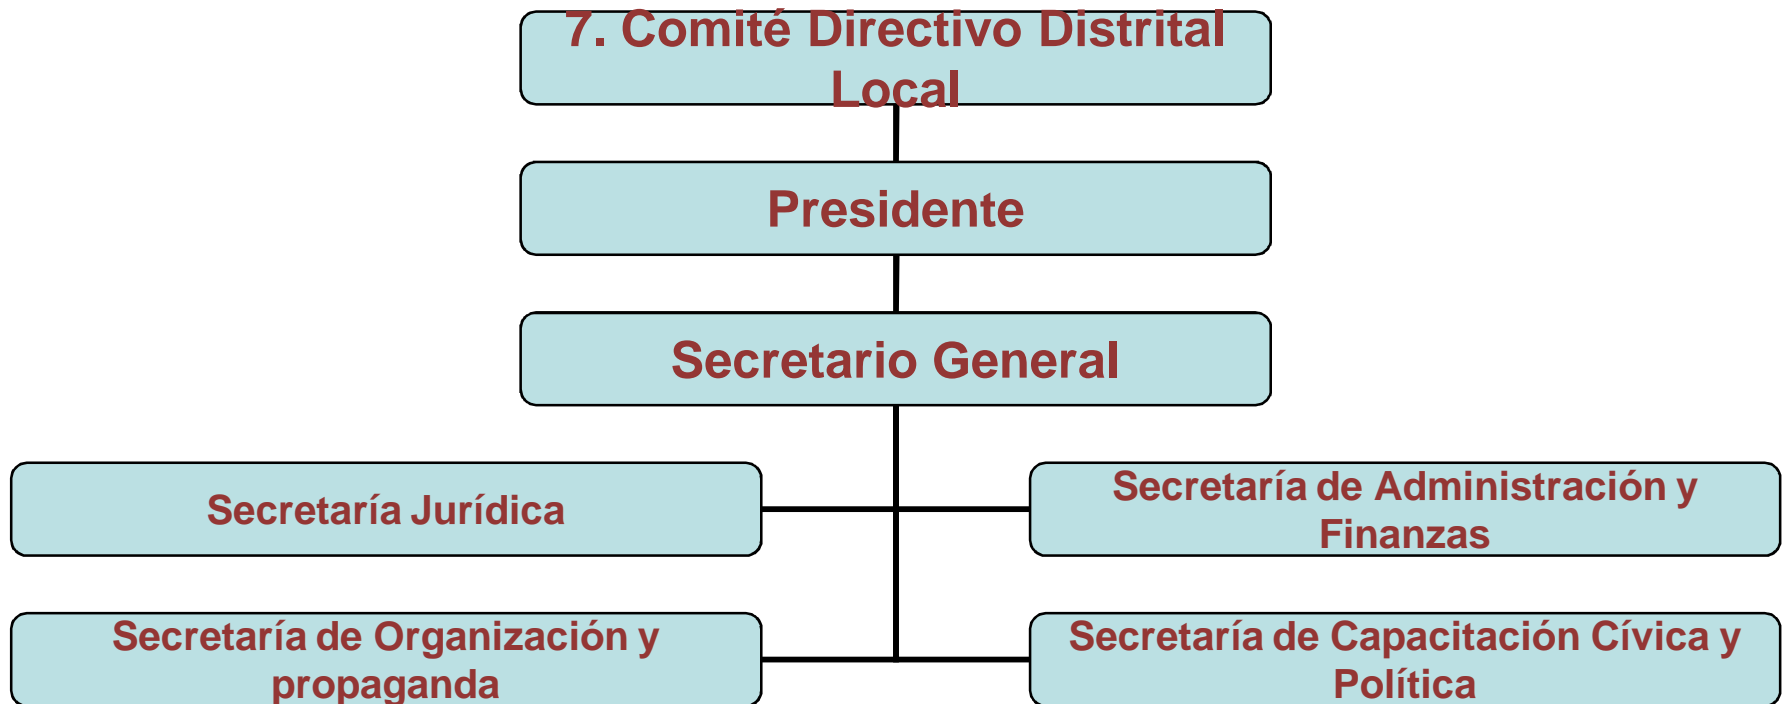 7. Comité Directivo Distrital
Local
Presidente
Secretario General
Secretaría Jurídica
Secretaría de Administración y
Finanzas
Secretaría de Organización y
propaganda
Secretaría de Capacitación Cívica y
Política